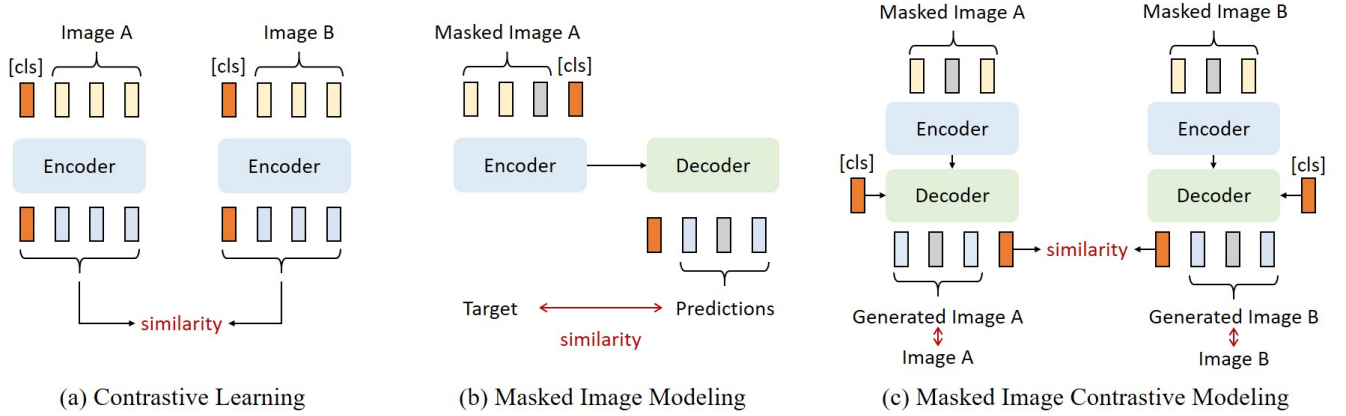 Image A
Image B
[cls]
[cls]
Encoder
Encoder
similarity
(a) Contrastive Learning
Masked Image A
[cls]
Encoder
Decoder
Target
Predictions
similarity
(b) Masked Image Modeling
Masked Image A
Masked Image B
Encoder
Encoder
[cls]
[cls]
Decoder
Decoder
similarity
Generated Image A
Generated Image B
Image A
Image B
(c) Masked Image Contrastive Modeling